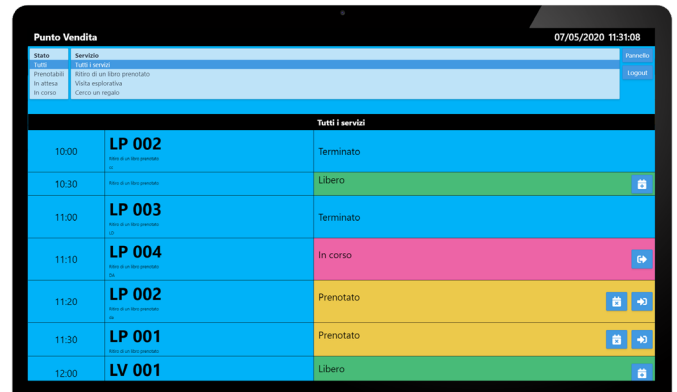 Punto Vendita 07/05/2020 11:31:08
Stato Servizio Pannello
Tutti Tutti i servizi
Prenotabili Ritiro di un libro prenotato Logout
In attesa Visita esplorativa
In corso Cerco un regalo
Tutti i servizi
10:00 LP 002 Terminato
Ritiro di un libro prenotato
10:30 Ritiro di un libro prenotato Libero
11:00 LP 003 Terminato
Ritiro di un libro prenotato
11:10 LP 004 In corso
Ritiro di un libro prenotato
11:20 LP 002 Prenotato
Ritiro di un libro prenotato
11:30 LP 001 Prenotato
Ritiro di un libro prenotato
12:00 LV 001 Libero